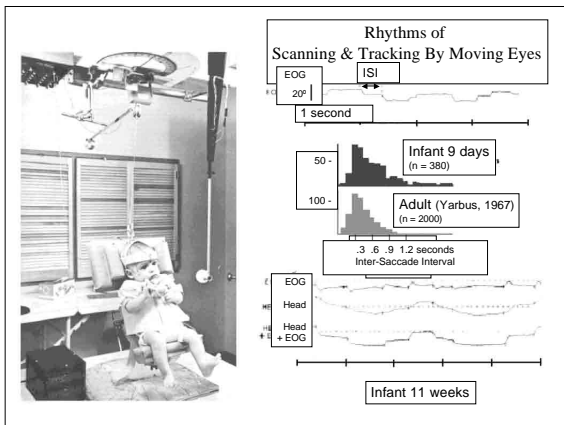 Rhythms of
Scanning & Tracking By Moving Eyes
EOG
ISI
20º
1 second
50 -
Infant 9 days
(n = 380)
100 -
Adult (Yarbus, 1967)
(n = 2000)
.3 .6 .9 1.2 seconds
Inter-Saccade Interval
EOG
Head
Head
+ EOG
Infant 11 weeks